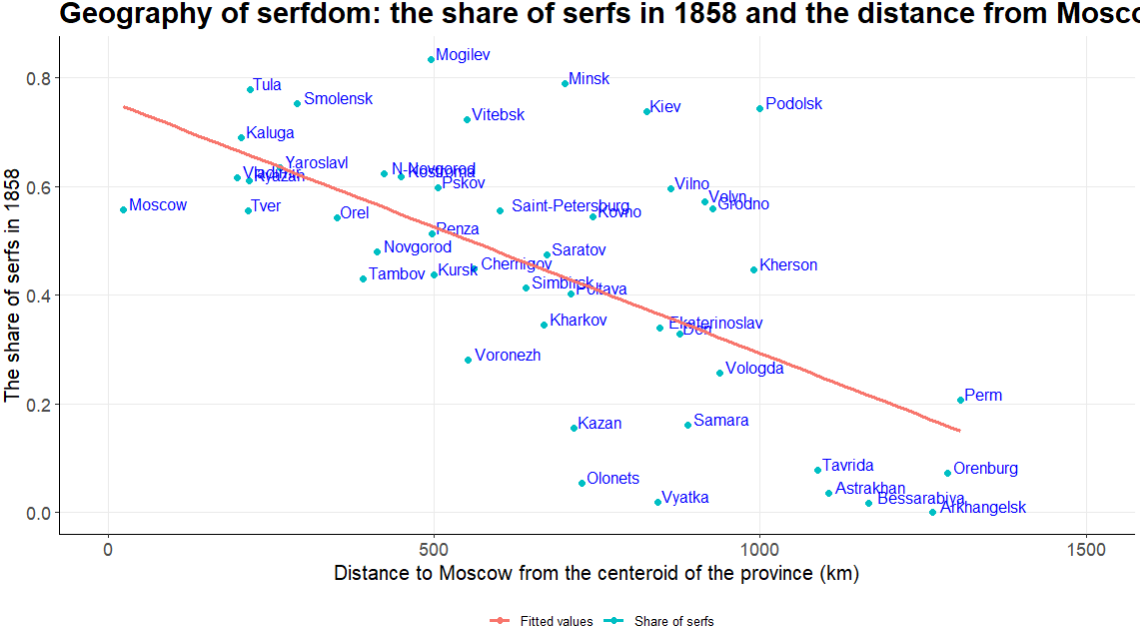 Geography of serfdom: the share of serfs in 1858 and the distance from Mosco
The share of serfs in 1858
0.8
0.6
0.4
0.2
0.0
Mogilev
Minsk
Tula
Smolensk
Podolsk
Kiev
Vitebsk
Kaluga
Yaroslavl
N-Novgorod
Kostroma
Vladimir
Ryazan
Pskov
Vilno
Volyn
Grodno
Moscow
Tver
Orel
Saint-Petersburg
Kovno
Penza
Novgorod
Saratov
Tambov
Kursk
Chernigov
Kherson
Simbirsk
Poltava
Kharkov
Ekaterinoslav
Don
Voronezh
Vologda
Perm
Kazan
Samara
Tavrida
Orenburg
Olonets
Astrakhan
Vyatka
Bessarabiya
Arkhangelsk
0
500
1000
1500
Distance to Moscow from the centeroid of the province (km)
Fitted values
Share of serfs